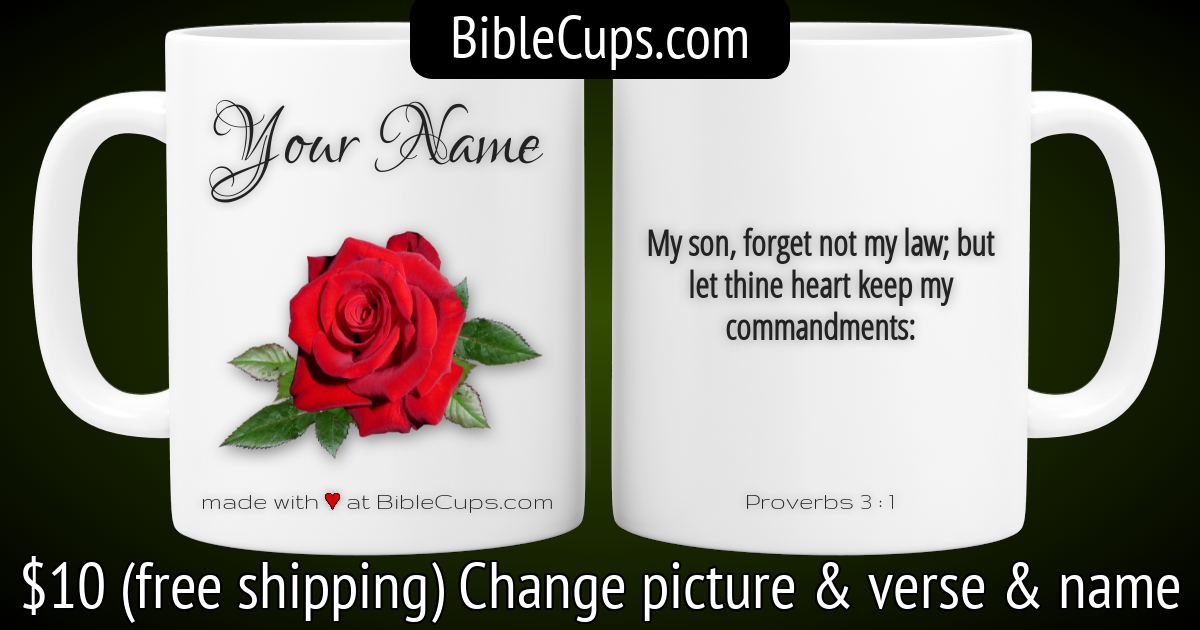 BibleCups.com
Your Name
made with ♥ at BibleCups.com
My son, forget not my law; but
let thine heart keep my
commandments:
Proverbs 3 : 1
$10 (free shipping) Change picture & verse & name